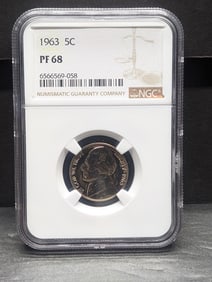 1963 5C
PF 68
6566569-058
NUMISMATIC GUARANTY COMPANY
NGC